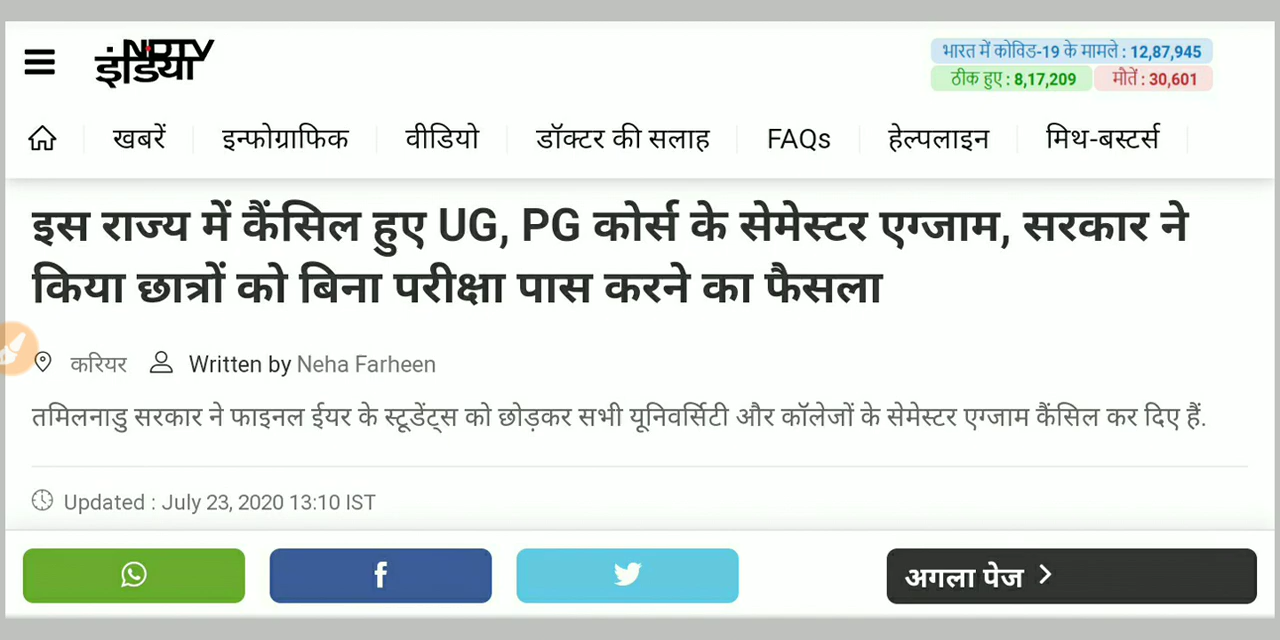 NDTV
इंडिया
भारत में कोविड-19 के मामले : 12,87,945
ठीक हुए : 8,17,209 मौतें : 30,601
खबरें इन्फोग्राफिक वीडियो डॉक्टर की सलाह FAQs हेल्पलाइन मिथ-बस्टर्स
इस राज्य में कैंसिल हुए UG, PG कोर्स के सेमेस्टर एग्जाम, सरकार ने
किया छात्रों को बिना परीक्षा पास करने का फैसला
करियर Written by Neha Farheen
तमिलनाडु सरकार ने फाइनल ईयर के स्टूडेंट्स को छोड़कर सभी यूनिवर्सिटी और कॉलेजों के सेमेस्टर एग्जाम कैंसिल कर दिए हैं.
Updated : July 23, 2020 13:10 IST
अगला पेज